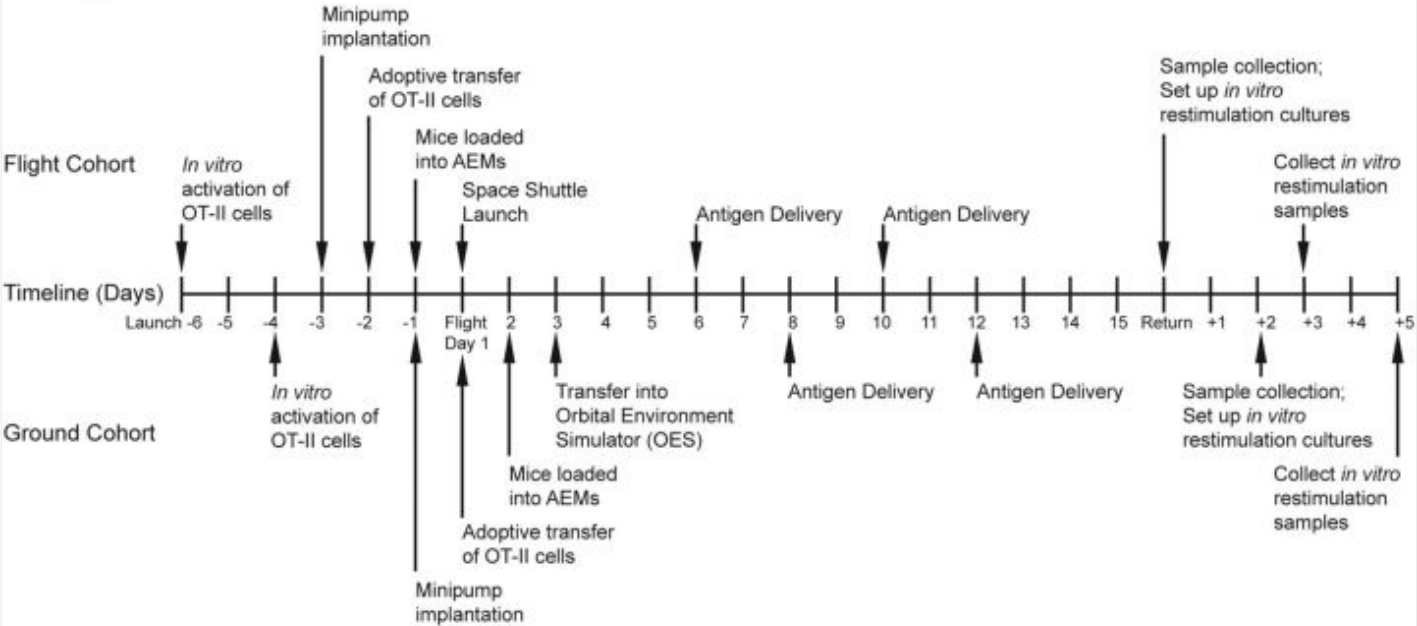 Minipump
implantation
Adoptive transfer
of OT-II cells
Mice loaded
into AEMs
Sample collection;
Set up in vitro
restimulation cultures
Flight Cohort
In vitro
activation of
OT-II cells
Space Shuttle
Launch
Antigen Delivery
Antigen Delivery
Collect in vitro
restimulation
samples
Timeline (Days)
Launch -6 -5 -4 -3 -2 -1 Flight Day 1 2 3 4 5 6 7 8 9 10 11 12 13 14 15 Return +1 +2 +3 +4 +5
Ground Cohort
In vitro
activation of
OT-II cells
Transfer into
Orbital Environment
Simulator (OES)
Antigen Delivery
Antigen Delivery
Sample collection;
Set up in vitro
restimulation cultures
Mice loaded
into AEMs
Collect in vitro
restimulation
samples
Adoptive transfer
of OT-II cells
Minipump
implantation